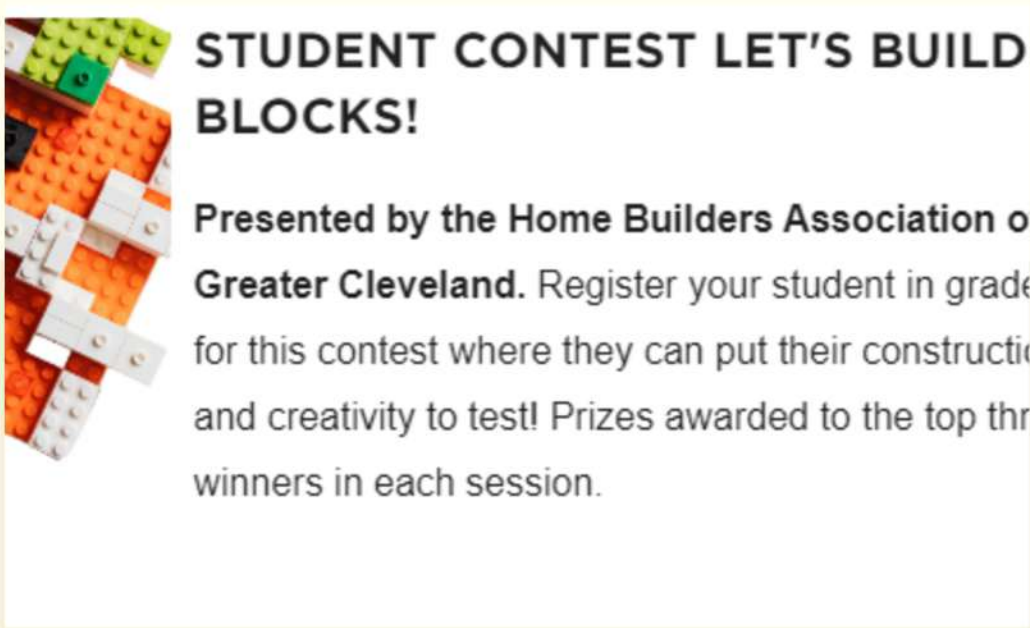 STUDENT CONTEST LET'S BUILD
BLOCKS!
Presented by the Home Builders Association
Greater Cleveland. Register your student in
for this contest where they can put their
and creativity to test! Prizes awarded to the top
winners in each session.